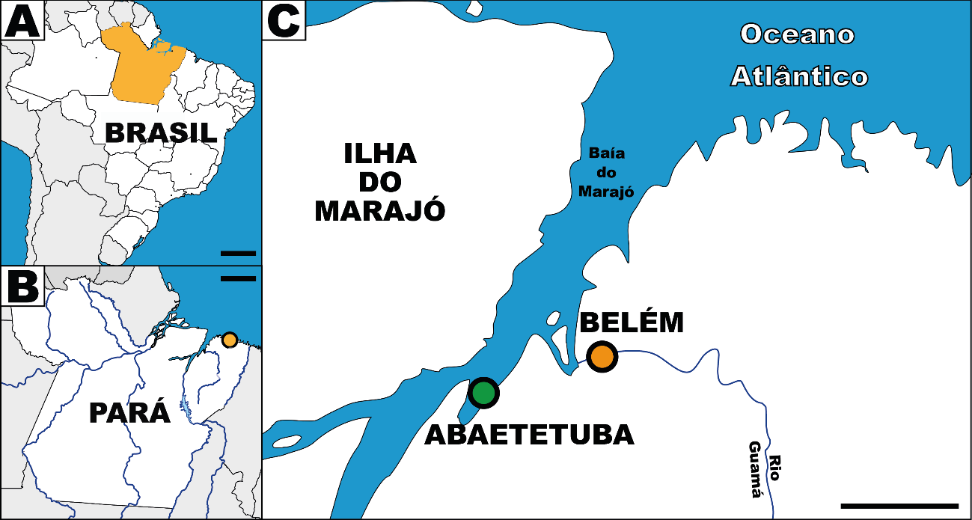 A
BRASIL
B
PARÁ
C
Oceano
Atlântico
ILHA
DO
MARAJÓ
Baía
do
Marajó
BELÉM
ABAETETUBA
Rio
Guamá